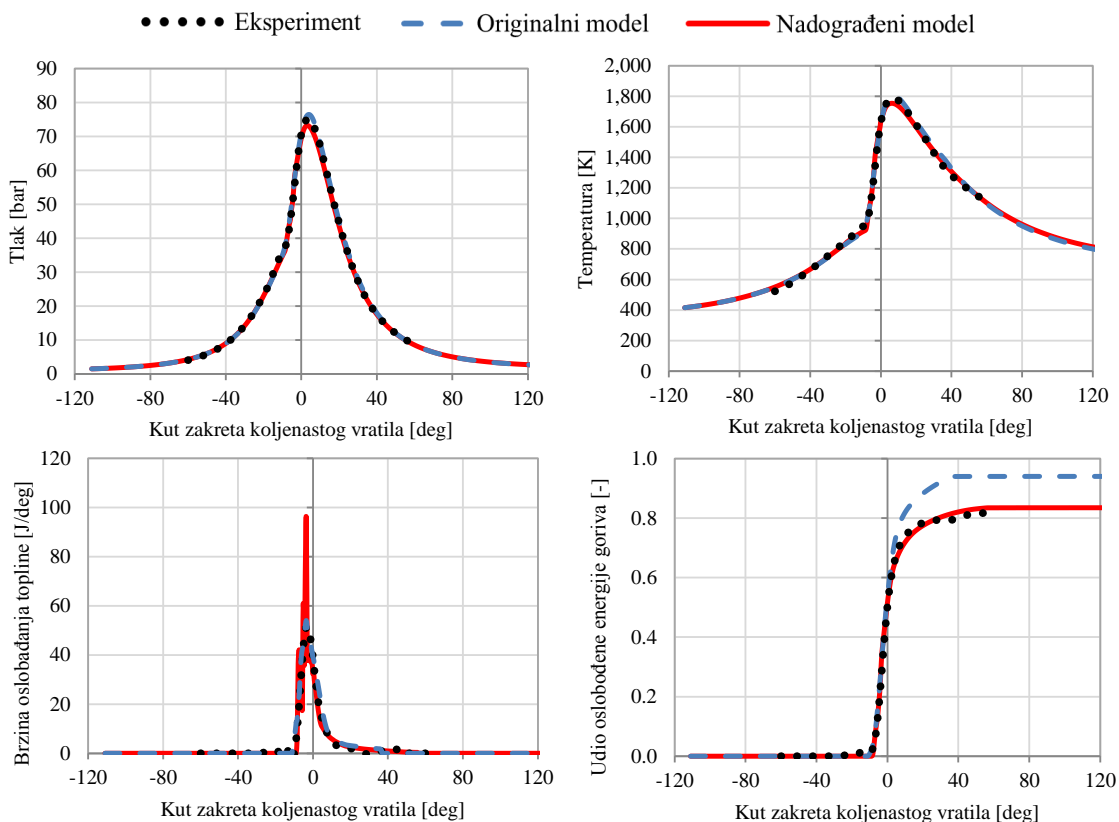 Eksperiment Originalni model Nadograđeni model
Tlak [bar]
90
80
70
60
50
40
30
20
10
0
-120 -80 -40 0 40 80 120
Kut zakreta koljenastog vratila [deg]
Temperatura [K]
2,000
1,800
1,600
1,400
1,200
1,000
800
600
400
200
0
-120 -80 -40 0 40 80 120
Kut zakreta koljenastog vratila [deg]
Brzina oslobađanja topline [J/deg]
120
100
80
60
40
20
0
-120 -80 -40 0 40 80 120
Kut zakreta koljenastog vratila [deg]
Udio oslobođene energije goriva [-]
1.0
0.8
0.6
0.4
0.2
0.0
-120 -80 -40 0 40 80 120
Kut zakreta koljenastog vratila [deg]